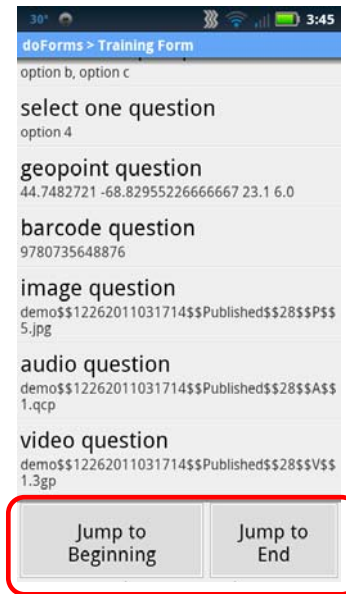 30° 3:45
doForms > Training Form
option b, option c
select one question
option 4
geopoint question
44.7482721 -68.82955226666667 23.1 6.0
barcode question
9780735648876
image question
demo$$12262011031714$$Published$$28$$P$$
5.jpg
audio question
demo$$12262011031714$$Published$$28$$A$$
1.qcp
video question
demo$$12262011031714$$Published$$28$$V$$
1.3gp
Jump to
Beginning
Jump to
End